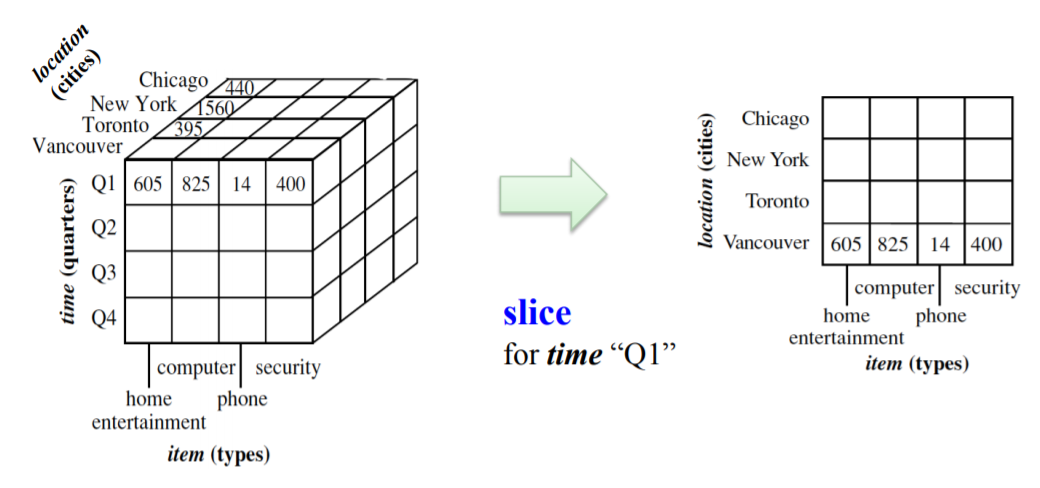 location
(cities)
Chicago 440
New York 1560
Toronto 395
Vancouver
time (quarters)
Q1 605 825 14 400
Q2
Q3
Q4
computer security
home phone
entertainment
item (types)
slice
for time “Q1”
location (cities)
Chicago
New York
Toronto
Vancouver 605 825 14 400
computer security
home phone
entertainment
item (types)